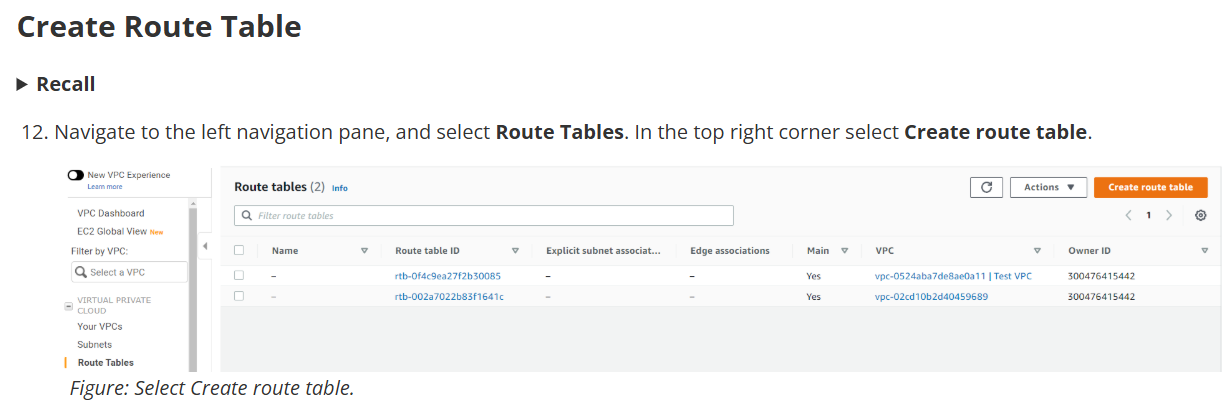 Create Route Table
▶ Recall
12. Navigate to the left navigation pane, and select Route Tables. In the top right corner select Create route table.
New VPC Experience
Learn more
VPC Dashboard
EC2 Global View New
Filter by VPC:
Select a VPC
VIRTUAL PRIVATE
CLOUD
Your VPCs
Subnets
Route Tables
Route tables (2) Info
Actions ▼
Create route table
Filter route tables
< 1 >
Name Route table ID Explicit subnet associat... Edge associations Main VPC Owner ID
– rtb-0f4c9ea27f2b30085 – – Yes vpc-0524aba7de8ae0a11 | Test VPC 300476415442
– rtb-002a7022b83f1641c – – Yes vpc-02cd10b2d40459689 300476415442
Figure: Select Create route table.